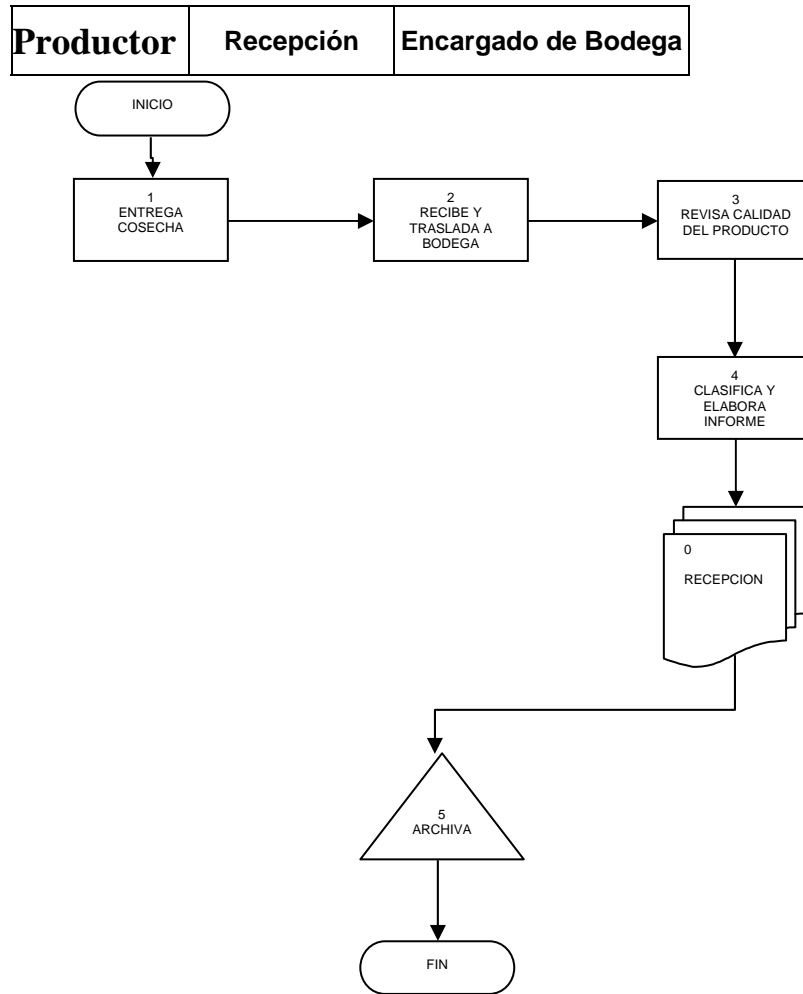 Productor Recepción Encargado de Bodega
INICIO
1
ENTREGA
COSECHA
2
RECIBE Y
TRASLADA A
BODEGA
3
REVISA CALIDAD
DEL PRODUCTO
4
CLASIFICA Y
ELABORA
INFORME
0
RECEPCION
5
ARCHIVA
FIN